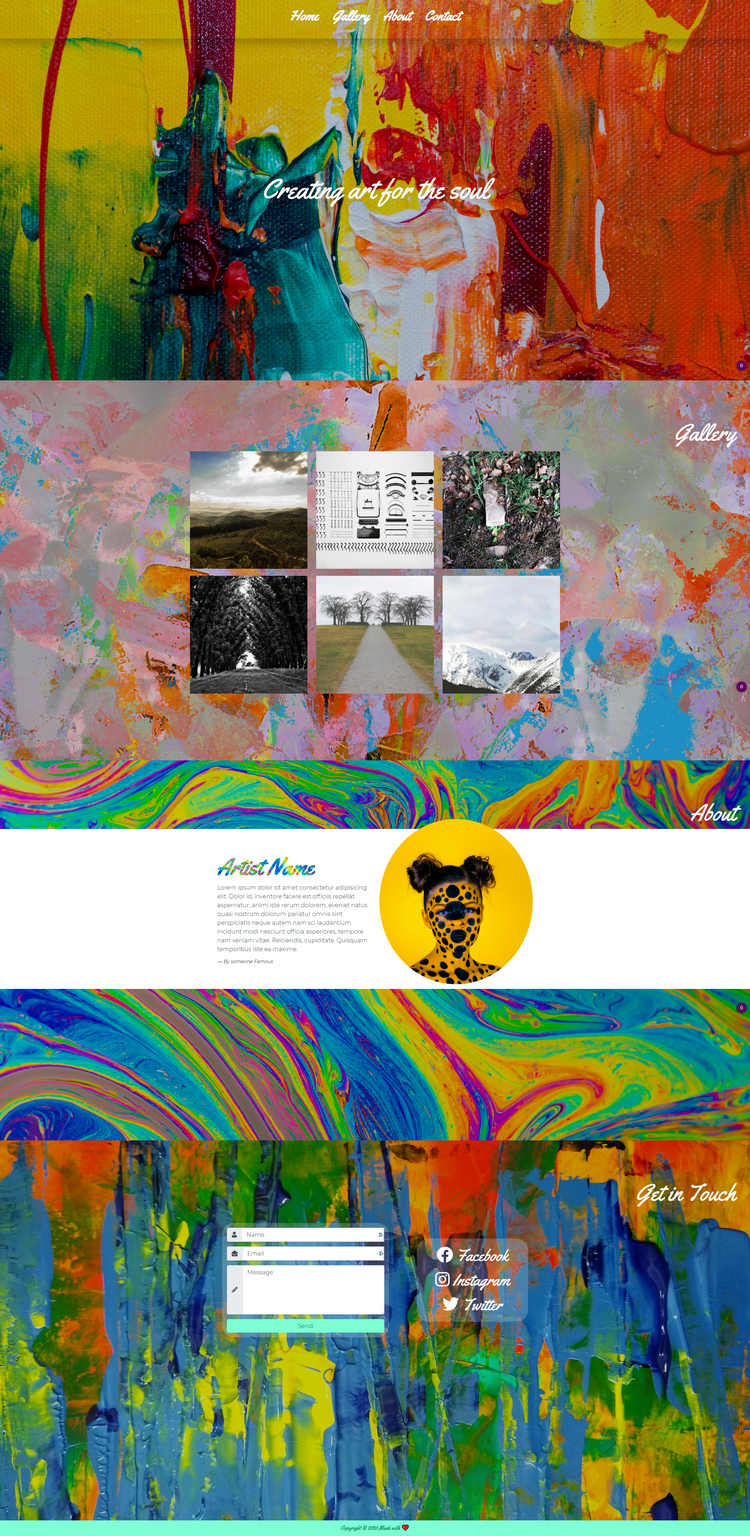 Home Gallery About Contact
Creating art for the soul
Gallery
About
Artist Name
Lorem ipsum dolor sit amet consectetur adipisicing
elit. Dolor id, inventore facere est officiis repellat
aspernatur, animi iste rerum dolorem, eveniet natus
quasi nostrum dolorum pariatur omnis sint
perspiciatis neque autem nam sci laudantium
incidunt modi nesciunt officia asperiores, tempore
nam veniam vitae. Reiciendis, cupiditate. Quisquam
temporibus iste ea maxime.
— By someone Famous
Get in Touch
Name
Email
Message
Send
Facebook
Instagram
Twitter
Copyright © Made with